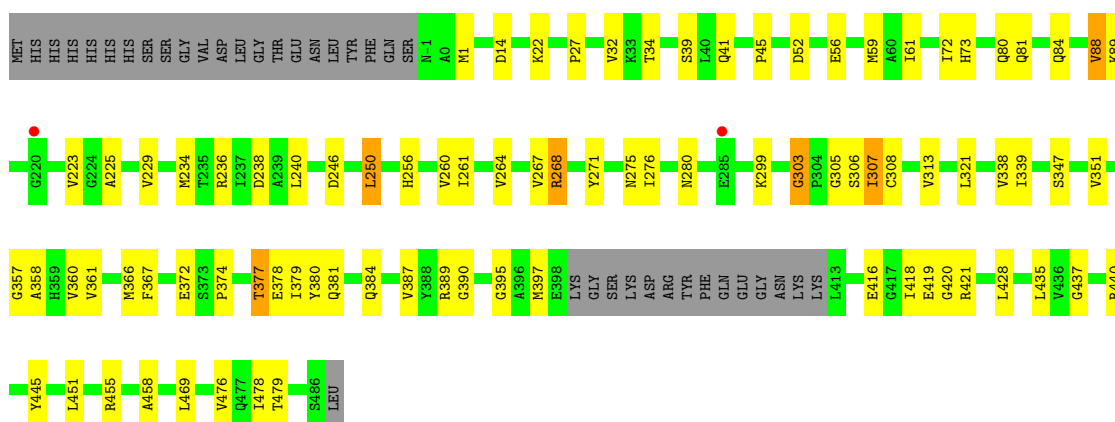 MET HIS HIS HIS HIS HIS HIS SER SER GLY VAL ASP LEU GLY THR GLU ASN LEU TYR PHE GLN SER N-1 A0 M1 D14 K22 P27 V32 K33 T34 S39 L40 Q41 P45 D52 E56 M59 A60 I61 I72 H73 Q80 Q81 Q84 V88 K89
G220 V223 G224 A225 V229 M234 T235 R236 I237 D238 A239 L240 D246 L250 H256 V260 I261 V264 V267 R268 Y271 N275 I276 N280 E285 K299 G303 P304 G305 S306 I307 C308 V313 L321 V338 I339 S347 V351
G357 A358 H359 V360 V361 M366 F367 E372 S373 P374 T377 E378 I379 Y380 Q381 Q384 V387 Y388 R389 G390 G395 A396 M397 E398 LYS GLY SER LYS ASP ARG TYR PHE GLN GLU GLY ASN LYS LYS L413 E416 G417 I418 E419 G420 R421 L428 L435 V436 G437
Y445 L451 R455 A458 L469 V476 Q477 I478 T479 S486 LEU